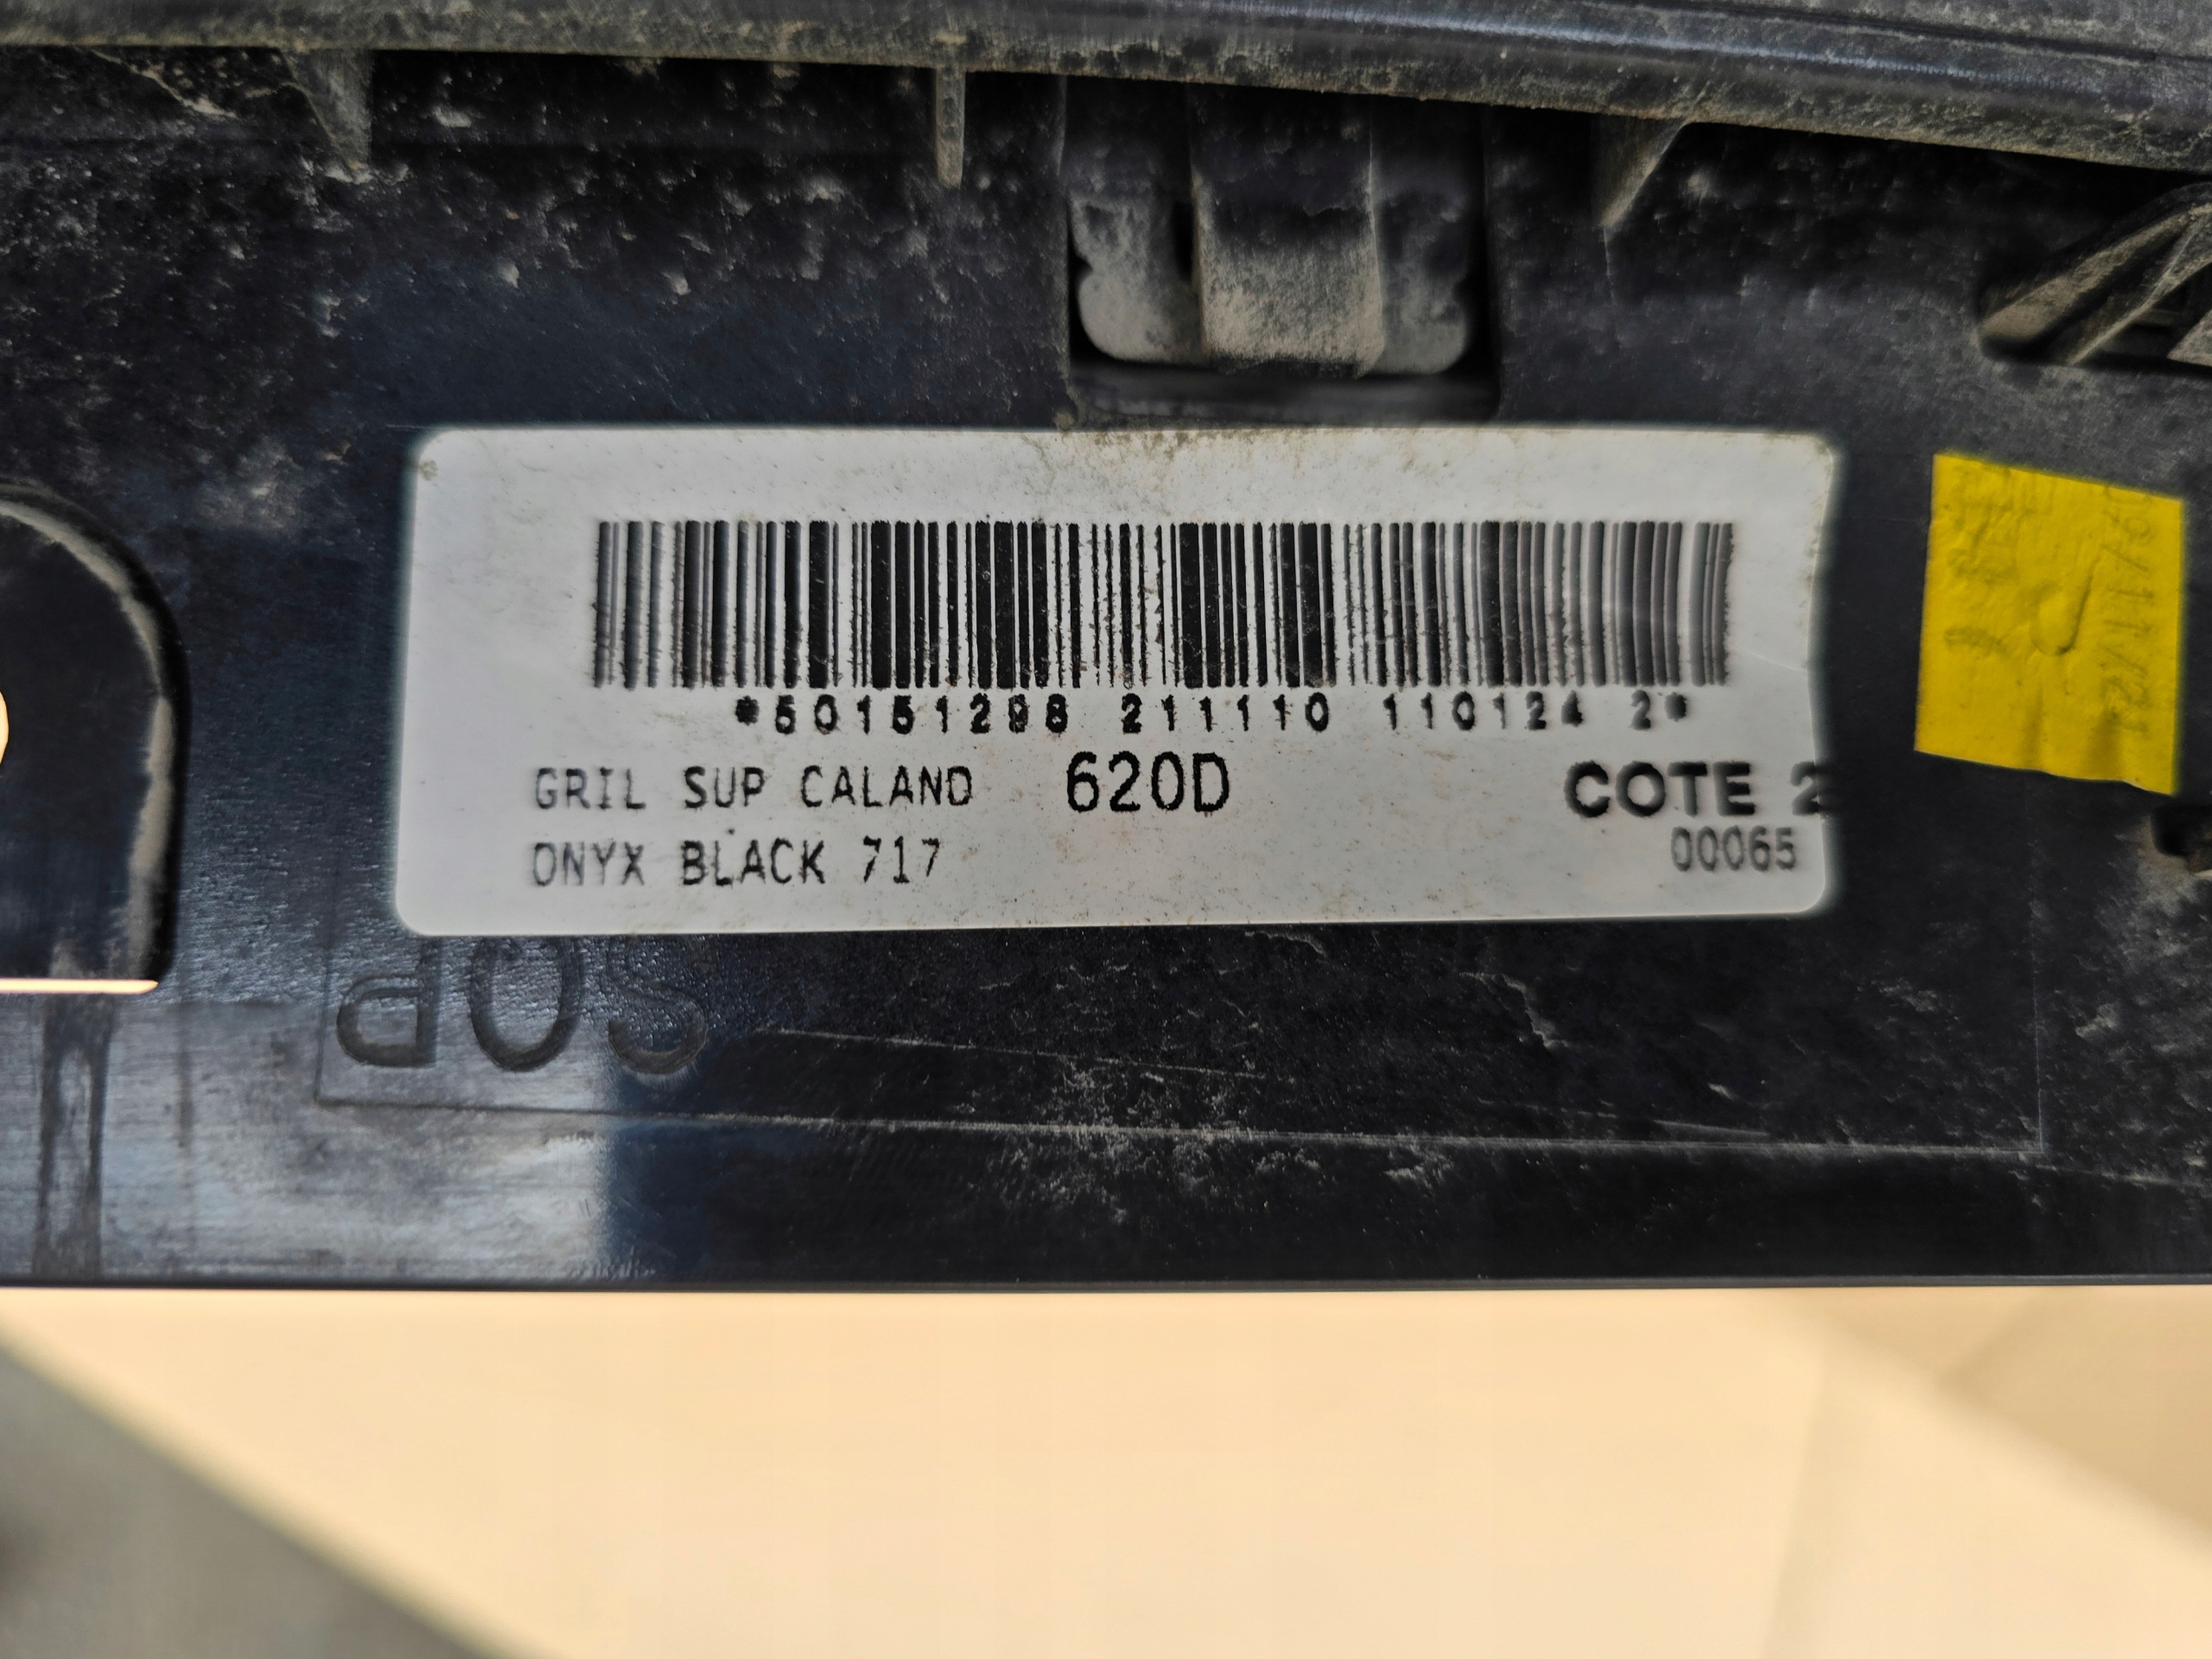 *50151298 211110 110124 2*
GRIL SUP CALAND 620D COTE 2
ONYX BLACK 717 00065
SOP